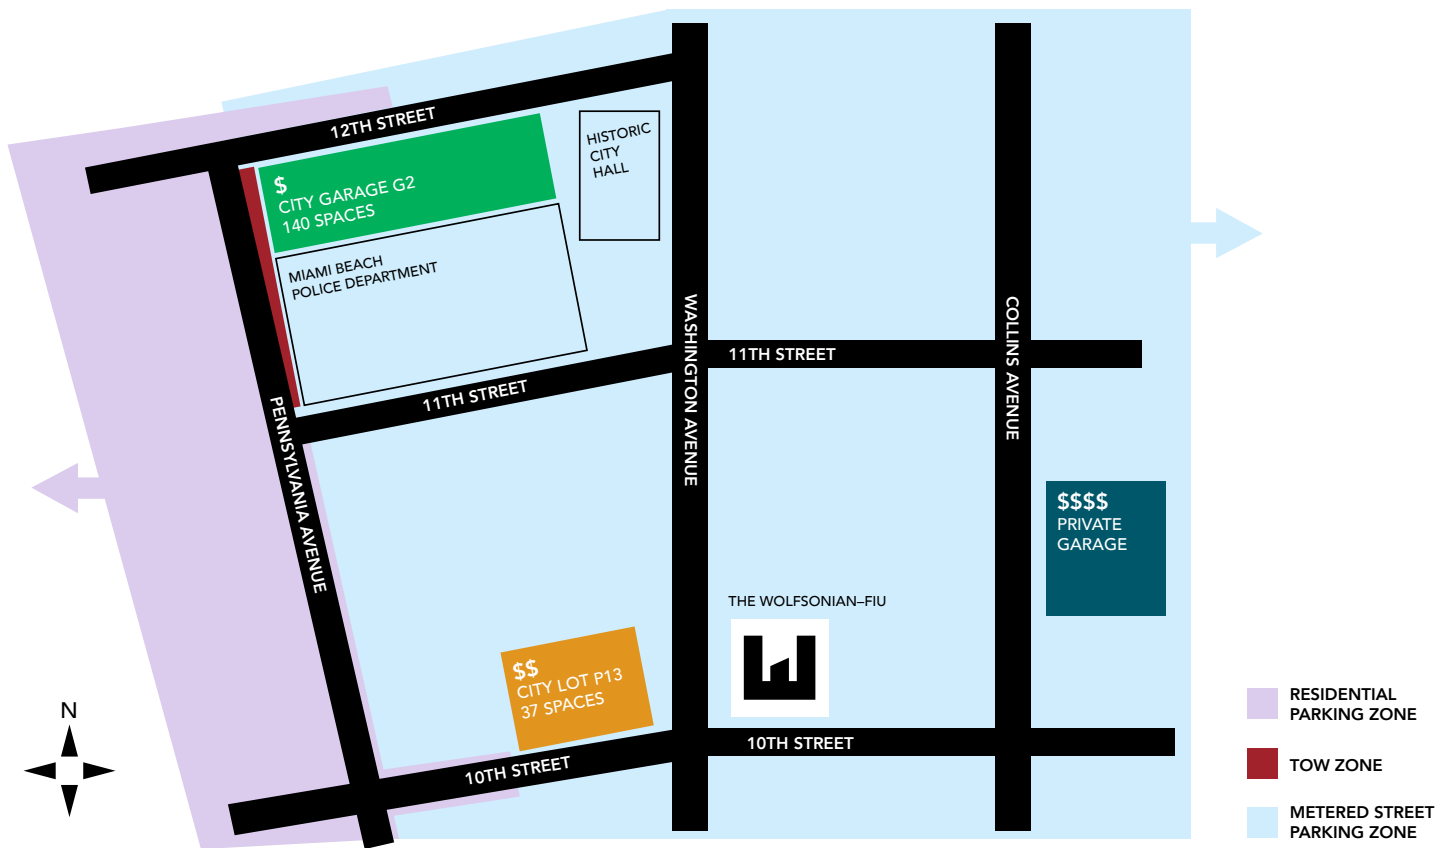 12TH STREET
HISTORIC
CITY
HALL
$
CITY GARAGE G2
140 SPACES
MIAMI BEACH
POLICE DEPARTMENT
WASHINGTON AVENUE
COLLINS AVENUE
11TH STREET
11TH STREET
PENNSYLVANIA AVENUE
$$$$
PRIVATE
GARAGE
THE WOLFSONIAN–FIU
$$
CITY LOT P13
37 SPACES
10TH STREET
10TH STREET
N
RESIDENTIAL
PARKING ZONE
TOW ZONE
METERED STREET
PARKING ZONE